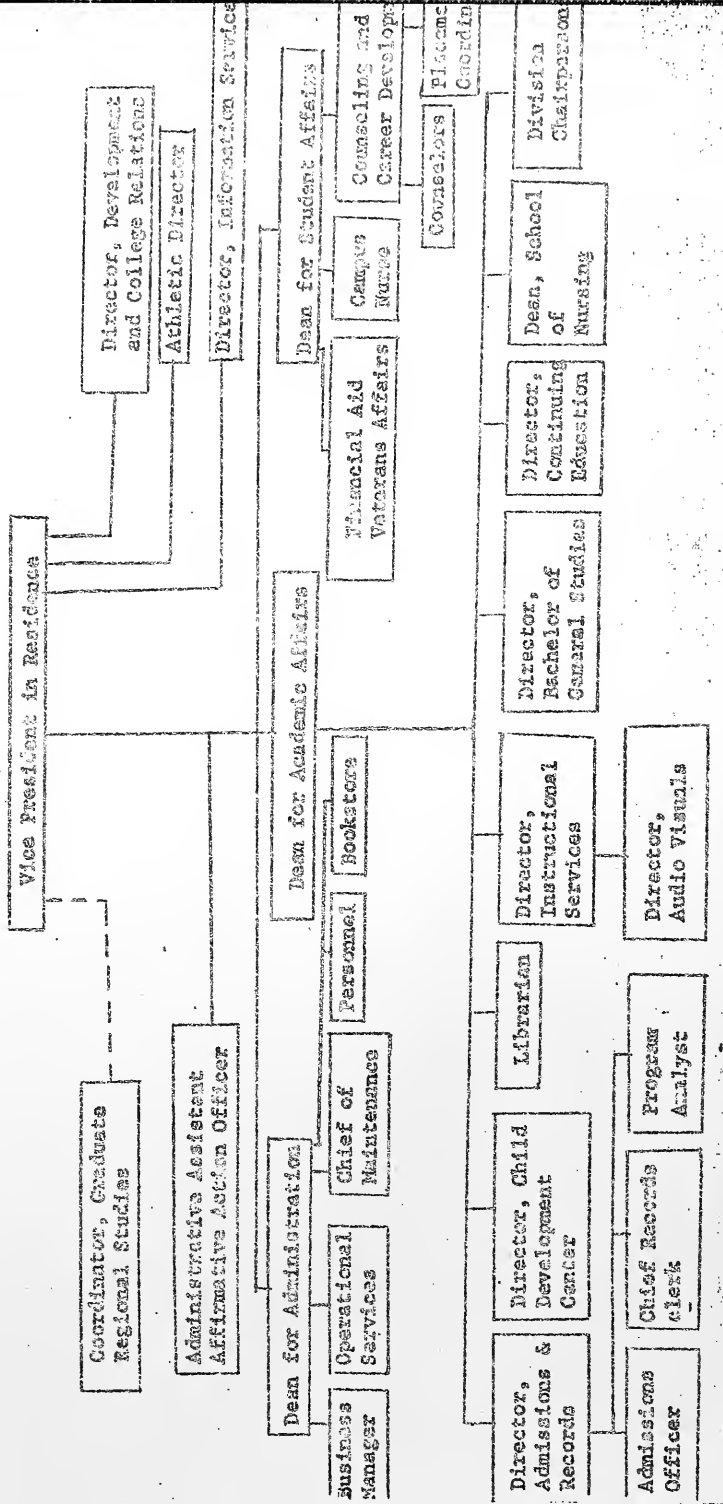 Vice President in Residence
Director, Development
and College Relations
Athletic Director
Director, Information Service
Coordinator, Graduate
Regional Studies
Administrative Assistant
Affirmative Action Officer
Dean for Administration
Dean for Academic Affairs
Dean for Student Affairs
Business
Manager
Operational
Services
Chief of
Maintenance
Personnel
Bookstore
Financial Aid
Veterans Affairs
Campus
Nurse
Counseling and
Career Develop
Counselors
Placeme
Coordin
Director,
Admissions &
Records
Director, Child
Development
Center
Librarian
Director,
Instructional
Services
Director,
Bachelor of
General Studies
Director,
Continuing
Education
Dean, School
of
Nursing
Division
Chairperson
Admissions
Officer
Chief Records
clerk
Program
Analyst
Director,
Audio Visuals